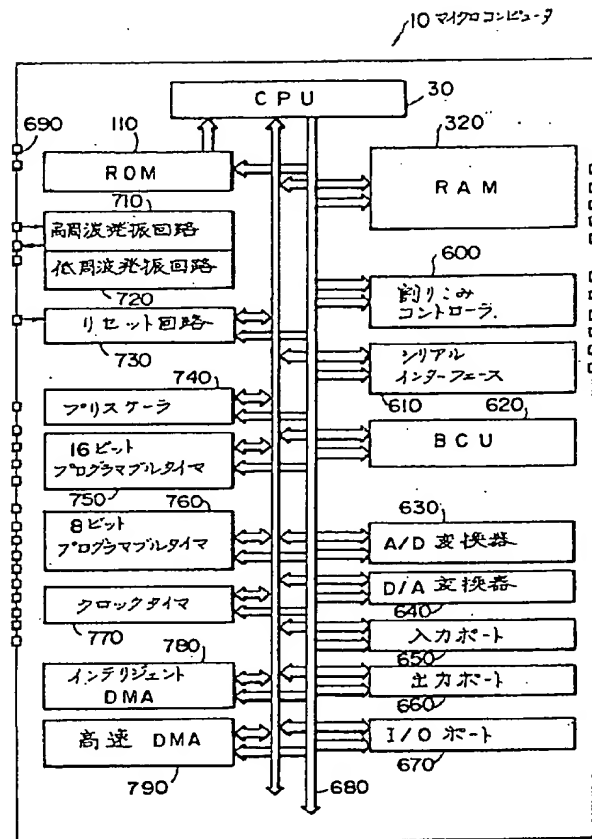 10 マイクロコンピュータ
CPU
30
690
110
ROM
320
RAM
710
高周波発振回路
低周波発振回路
720
リセット回路
730
600
割りこみ
コントローラ
シリアル
インターフェース
610
740
プリスケーラ
620
BCU
16ビット
プログラマブルタイマ
750
760
8ビット
プログラマブルタイマ
630
A/D 変換器
D/A 変換器
640
クロックタイマ
770
入力ポート
650
780
インテリジェント
DMA
出力ポート
660
高速 DMA
790
I/Oポート
670
680